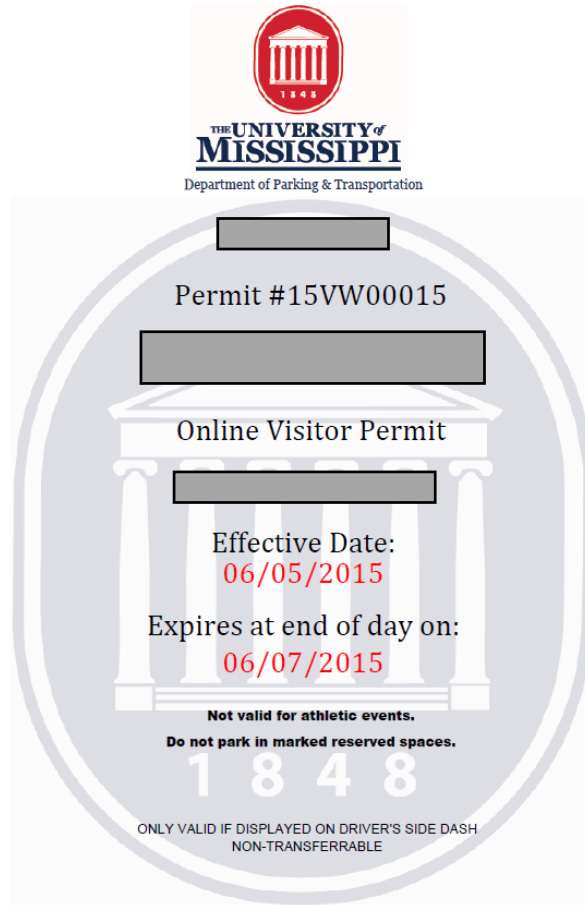 1848
THE UNIVERSITY of
MISSISSIPPI
Department of Parking & Transportation
Permit #15VW00015
Online Visitor Permit
Effective Date:
06/05/2015
Expires at end of day on:
06/07/2015
Not valid for athletic events.
Do not park in marked reserved spaces.
1848
ONLY VALID IF DISPLAYED ON DRIVER'S SIDE DASH
NON-TRANSFERRABLE